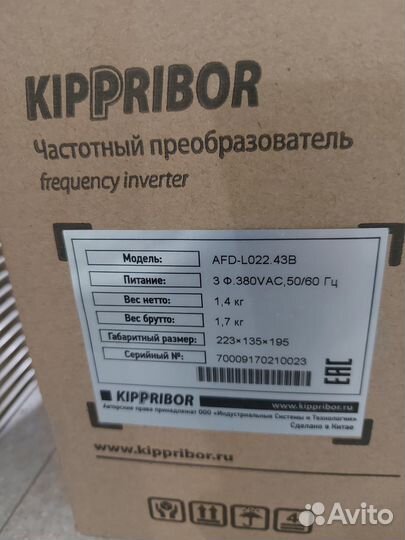 KIPPRIBOR
Частотный преобразователь
frequency inverter
Модель: AFD-L022.43B
Питание: 3 Ф.380VAC,50/60 Гц
Вес нетто: 1,4 кг
Вес брутто: 1,7 кг
Габаритный размер: 223×135×195
Серийный №: 70009170210023
EAC
KIPPRIBOR www.kippribor.ru
Авторские права принадлежат ООО «Индустриальные Системы и Технологии»
Сделано в Китае
www.kippribor.ru
4
Avito